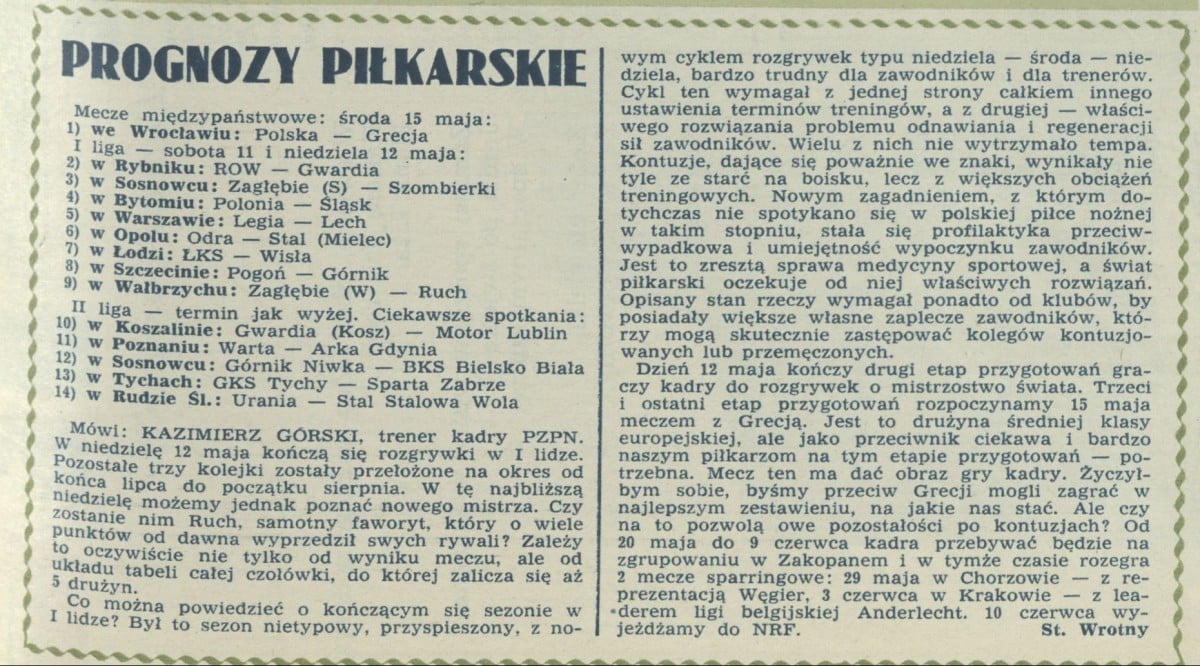 PROGNOZY PIŁKARSKIE
Mecze międzypaństwowe: środa 15 maja:
1) we Wrocławiu: Polska — Grecja
I liga — sobota 11 i niedziela 12 maja:
2) w Rybniku: ROW — Gwardia
3) w Sosnowcu: Zagłębie (S) — Szombierki
4) w Bytomiu: Polonia — Śląsk
5) w Warszawie: Legia — Lech
6) w Opolu: Odra — Stal (Mielec)
7) w Łodzi: ŁKS — Wisła
8) w Szczecinie: Pogoń — Górnik
9) w Wałbrzychu: Zagłębie (W) — Ruch
II liga — termin jak wyżej. Ciekawsze spotkania:
10) w Koszalinie: Gwardia (Kosz) — Motor Lublin
11) w Poznaniu: Warta — Arka Gdynia
12) w Sosnowcu: Górnik Niwka — BKS Bielsko Biała
13) w Tychach: GKS Tychy — Sparta Zabrze
14) w Rudzie Śl.: Urania — Stal Stalowa Wola
Mówi: KAZIMIERZ GÓRSKI, trener kadry PZPN.
W niedzielę 12 maja kończą się rozgrywki w I lidze.
Pozostałe trzy kolejki zostały przełożone na okres od
końca lipca do początku sierpnia. W tę najbliższą
niedzielę możemy jednak poznać nowego mistrza. Czy
zostanie nim Ruch, samotny faworyt, który o wiele
punktów od dawna wyprzedził swych rywali? Zależy
to oczywiście nie tylko od wyniku meczu, ale od
układu tabeli całej czołówki, do której zalicza się aż
5 drużyn.
Co można powiedzieć o kończącym się sezonie w
I lidze? Był to sezon nietypowy, przyspieszony, z no-
wym cyklem rozgrywek typu niedziela — środa — nie-
dziela, bardzo trudny dla zawodników i dla trenerów.
Cykl ten wymagał z jednej strony całkiem innego
ustawienia terminów treningów, a z drugiej — właści-
wego rozwiązania problemu odnawiania i regeneracji
sił zawodników. Wielu z nich nie wytrzymało tempa.
Kontuzje, dające się poważnie we znaki, wynikały nie
tyle ze starć na boisku, lecz z większych obciążeń
treningowych. Nowym zagadnieniem, z którym do-
tychczas nie spotykano się w polskiej piłce nożnej
w takim stopniu, stała się profilaktyka przeciw-
wypadkowa i umiejętność wypoczynku zawodników.
Jest to zresztą sprawa medycyny sportowej, a świat
piłkarski oczekuje od niej właściwych rozwiązań.
Opisany stan rzeczy wymagał ponadto od klubów, by
posiadały większe własne zaplecze zawodników, któ-
rzy mogą skutecznie zastępować kolegów kontuzjo-
wanych lub przemęczonych.
Dzień 12 maja kończy drugi etap przygotowań gra-
czy kadry do rozgrywek o mistrzostwo świata. Trzeci
i ostatni etap przygotowań rozpoczynamy 15 maja
meczem z Grecją. Jest to drużyna średniej klasy
europejskiej, ale jako przeciwnik ciekawa i bardzo
naszym piłkarzom na tym etapie przygotowań — po-
trzebna. Mecz ten ma dać obraz gry kadry. Życzył-
bym sobie, byśmy przeciw Grecji mogli zagrać w
najlepszym zestawieniu, na jakie nas stać. Ale czy
na to pozwolą owe pozostałości po kontuzjach? Od
20 maja do 9 czerwca kadra przebywać będzie na
zgrupowaniu w Zakopanem i w tymże czasie rozegra
2 mecze sparringowe: 29 maja w Chorzowie — z re-
prezentacją Węgier, 3 czerwca w Krakowie — z lea-
derem ligi belgijskiej Anderlecht. 10 czerwca wy-
jeżdżamy do NRF. St. Wrotny